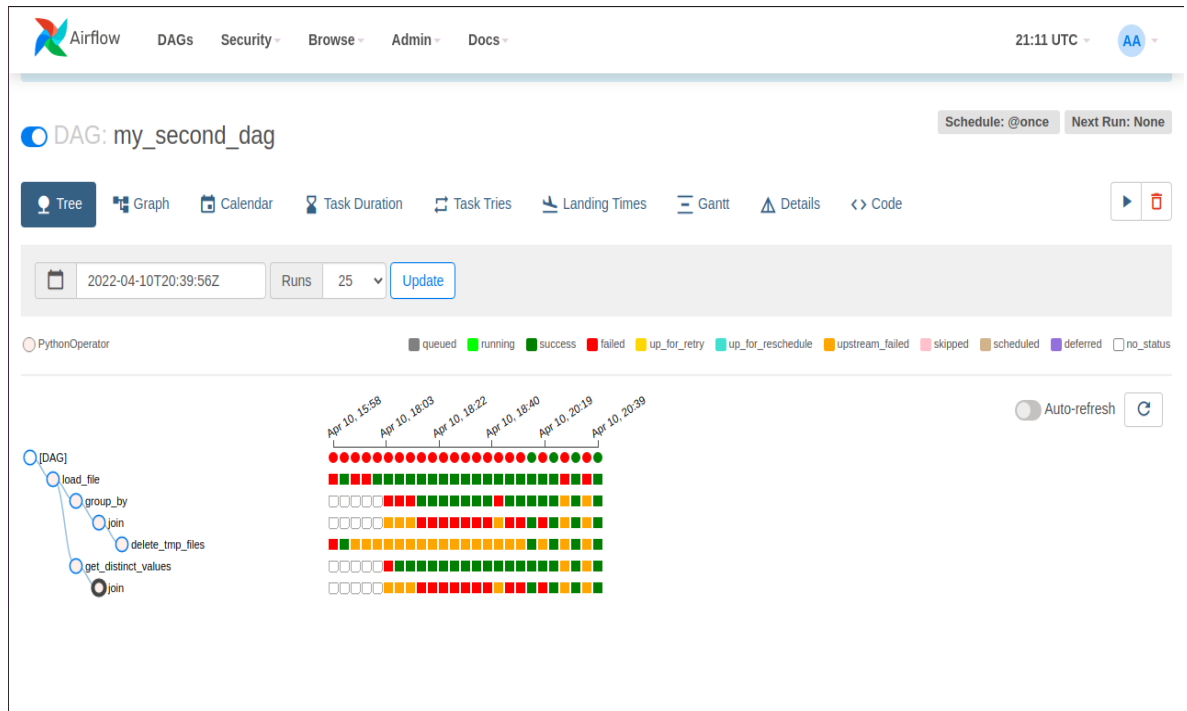 Airflow DAGs Security Browse Admin Docs 21:11 UTC AA
Schedule: @once Next Run: None
DAG: my_second_dag
Tree Graph Calendar Task Duration Task Tries Landing Times Gantt Details <> Code
2022-04-10T20:39:56Z Runs 25 Update
PythonOperator queued running success failed up_for_retry up_for_reschedule upstream_failed skipped scheduled deferred no_status
Apr 10, 15:58 Apr 10, 18:03 Apr 10, 18:22 Apr 10, 18:40 Apr 10, 20:19 Apr 10, 20:39
Auto-refresh
[DAG]
load_file
group_by
join
delete_tmp_files
get_distinct_values
join